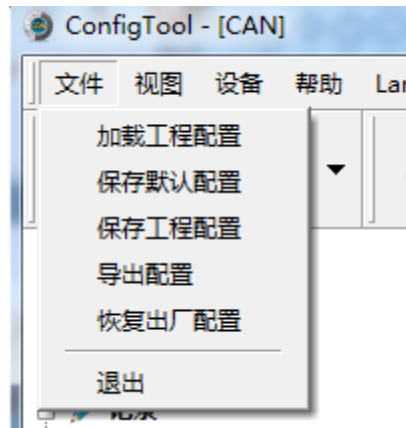 ConfigTool - [CAN]
文件 视图 设备 帮助 Lan
加载工程配置
保存默认配置
保存工程配置
导出配置
恢复出厂配置
退出